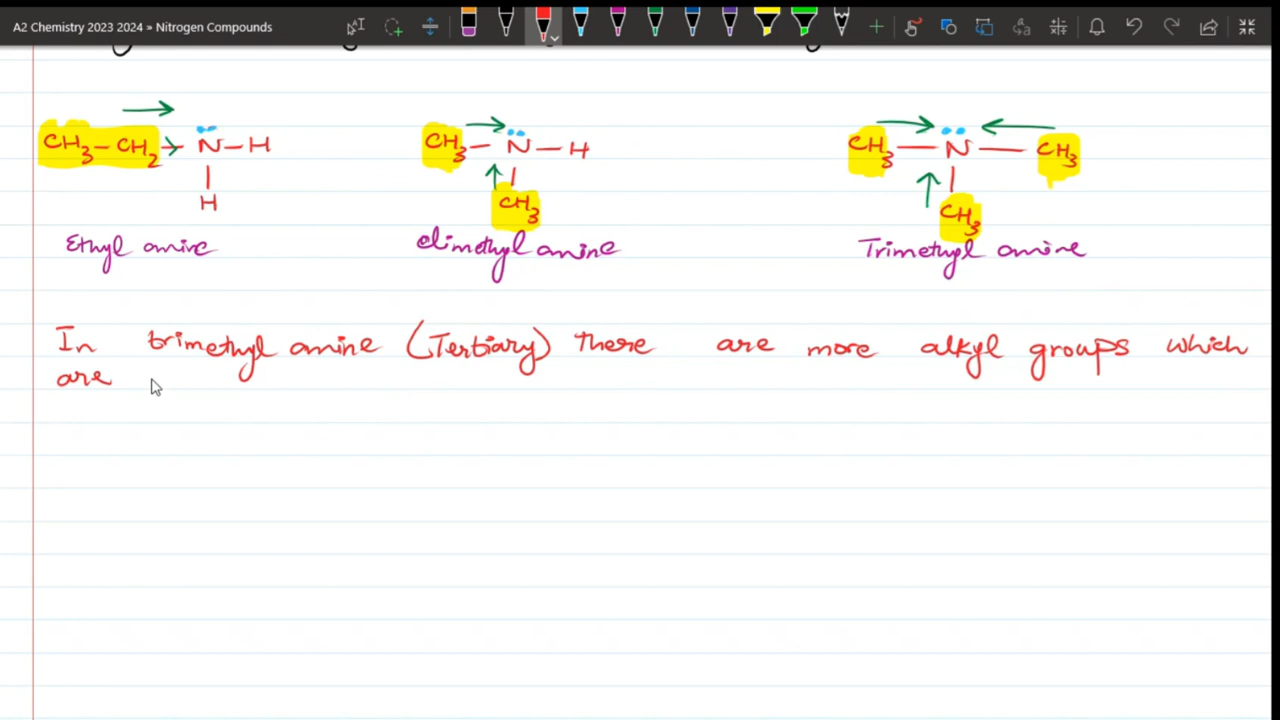 A2 Chemistry 2023 2024 » Nitrogen Compounds
CH3 – CH2 – N – H
H
CH3 – N – H
CH3
CH3 — N — CH3
CH3
Ethyl amine
dimethyl amine
Trimethyl amine
In trimethyl amine (Tertiary) there are more alkyl groups which
are